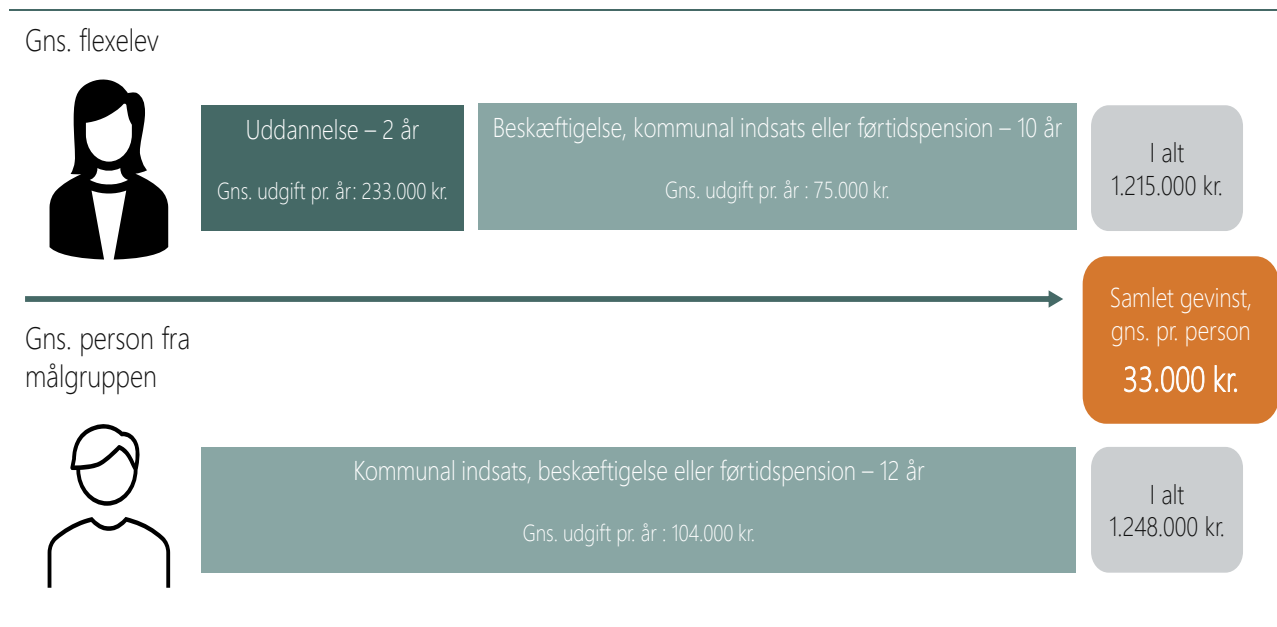 Gns. flexelev
Uddannelse – 2 år
Gns. udgift pr. år: 233.000 kr.
Beskæftigelse, kommunal indsats eller førtidspension – 10 år
Gns. udgift pr. år : 75.000 kr.
I alt
1.215.000 kr.
Samlet gevinst,
gns. pr. person
33.000 kr.
Gns. person fra
målgruppen
Kommunal indsats, beskæftigelse eller førtidspension – 12 år
Gns. udgift pr. år : 104.000 kr.
I alt
1.248.000 kr.